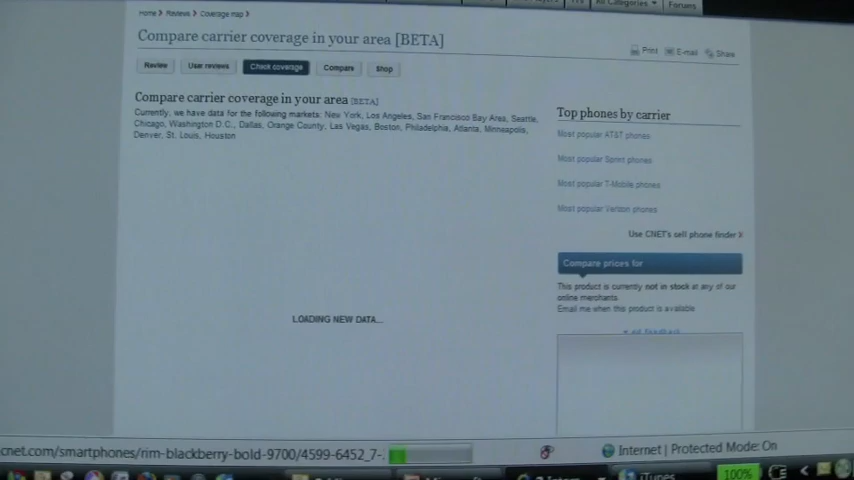 All Categories
Forums
Home > Reviews > Coverage map >
Compare carrier coverage in your area [BETA]
Print E-mail Share
Review User reviews Check coverage Compare Shop
Compare carrier coverage in your area [BETA]
Currently, we have data for the following markets: New York, Los Angeles, San Francisco Bay Area, Seattle,
Chicago, Washington D.C., Dallas, Orange County, Las Vegas, Boston, Philadelphia, Atlanta, Minneapolis,
Denver, St. Louis, Houston
LOADING NEW DATA...
Top phones by carrier
Most popular AT&T phones
Most popular Sprint phones
Most popular T-Mobile phones
Most popular Verizon phones
Use CNET's cell phone finder
Compare prices for
This product is currently not in stock at any of our
online merchants.
Email me when this product is available
ad feedback
cnet.com/smartphones/rim-blackberry-bold-9700/4599-6452_7-
Internet | Protected Mode: On
iTunes
100%